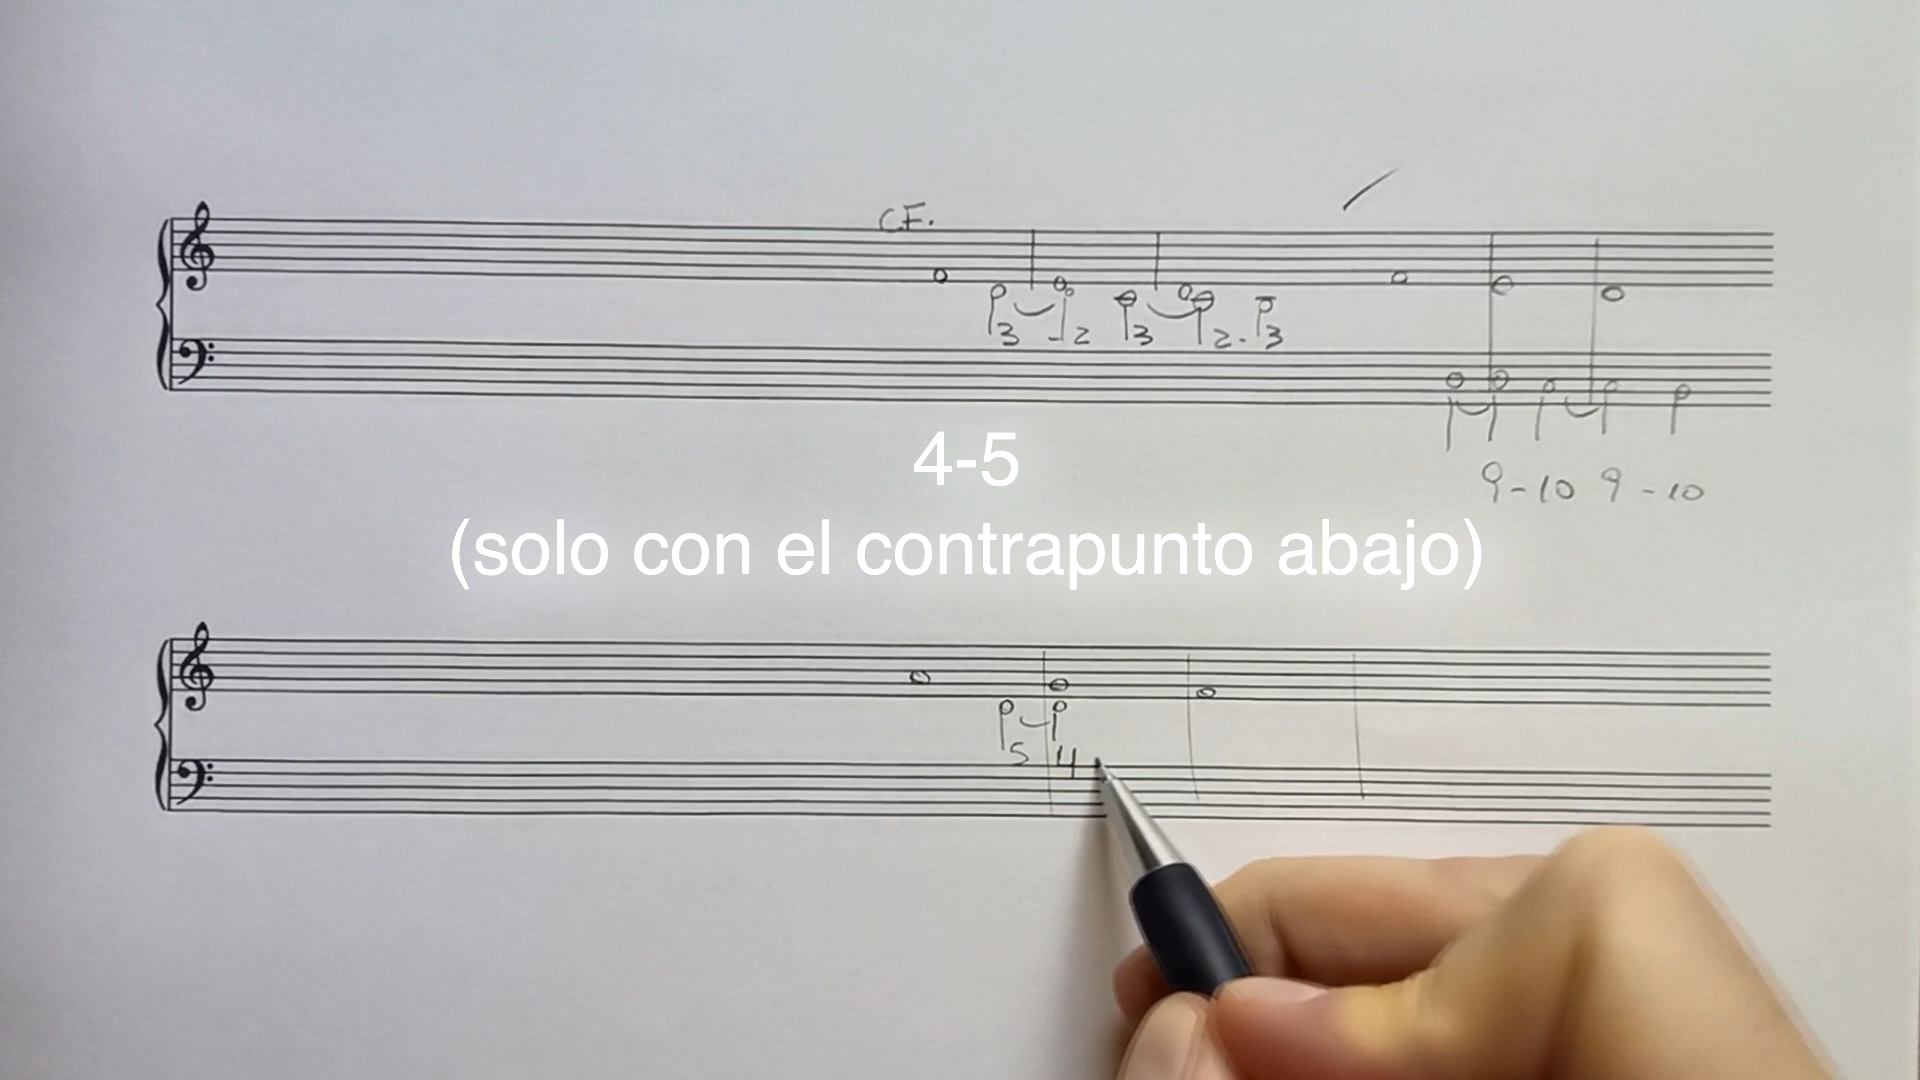 C.F.
3 - 2 3 2 - 3
9 - 10 9 - 10
4-5
(solo con el contrapunto abajo)
5 4